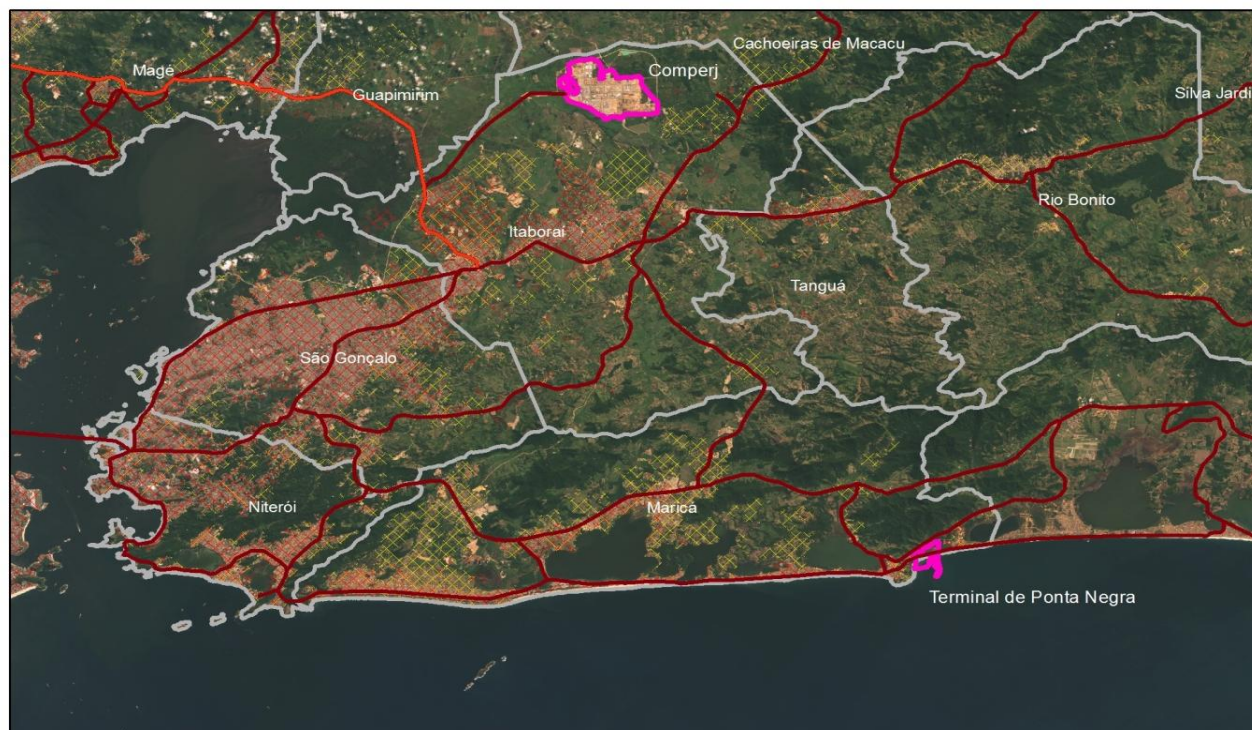 Cachoeiras de Macacu
Magé
Comperj
Guapimirim
Silva Jardi
Rio Bonito
Itaboraí
Tanguá
São Gonçalo
Niterói
Maricá
Terminal de Ponta Negra